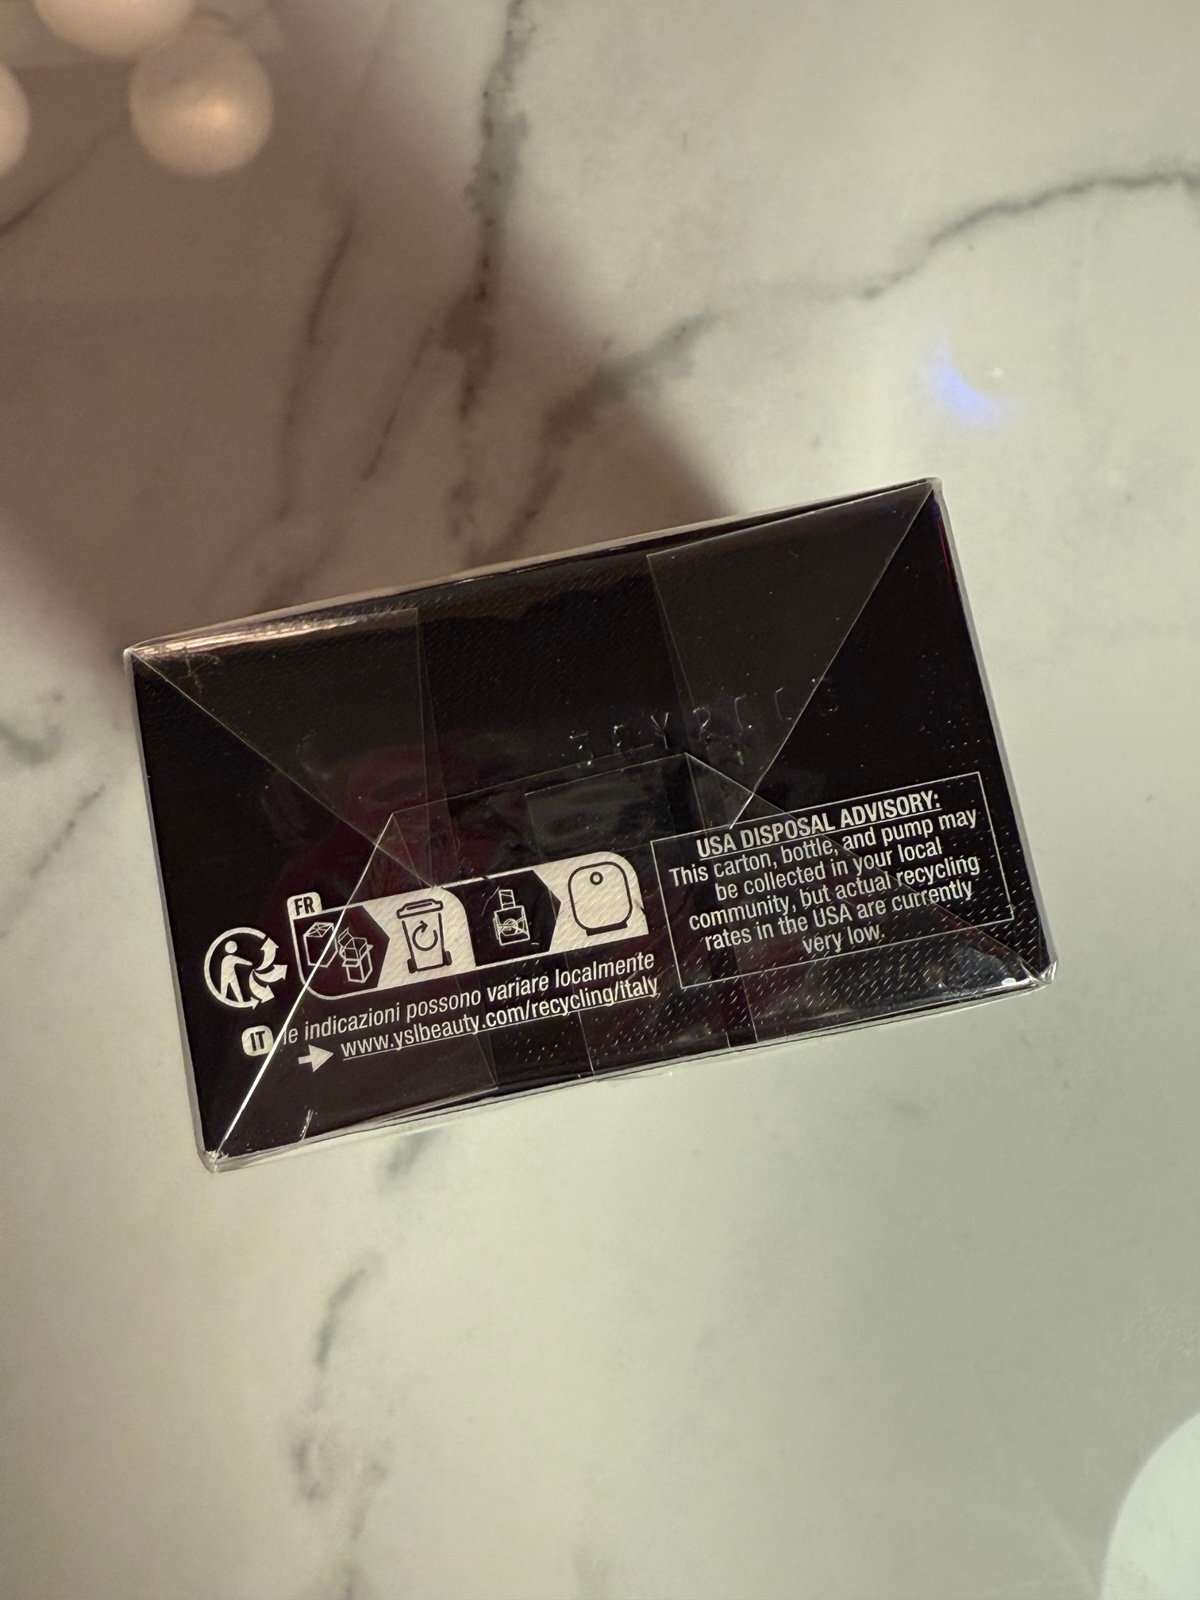 FR
IT le indicazioni possono variare localmente
www.yslbeauty.com/recycling/italy
USA DISPOSAL ADVISORY:
This carton, bottle, and pump may
be collected in your local
community, but actual recycling
rates in the USA are currently
very low.